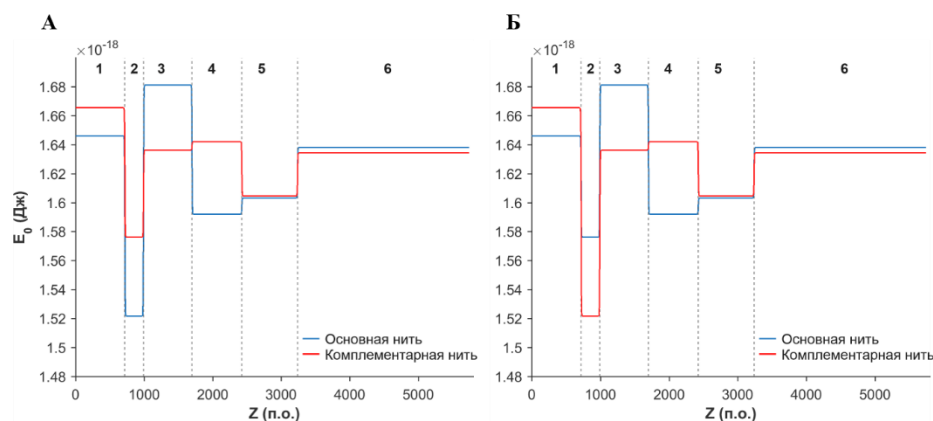 А
×10⁻¹⁸
1 2 3 4 5 6
1.68
1.66
1.64
1.62
1.6
1.58
1.56
1.54
1.52
1.5
1.48
E₀ (Дж)
Основная нить
Комплементарная нить
0 1000 2000 3000 4000 5000
Z (п.о.)
Б
×10⁻¹⁸
1 2 3 4 5 6
1.68
1.66
1.64
1.62
1.6
1.58
1.56
1.54
1.52
1.5
1.48
Основная нить
Комплементарная нить
0 1000 2000 3000 4000 5000
Z (п.о.)